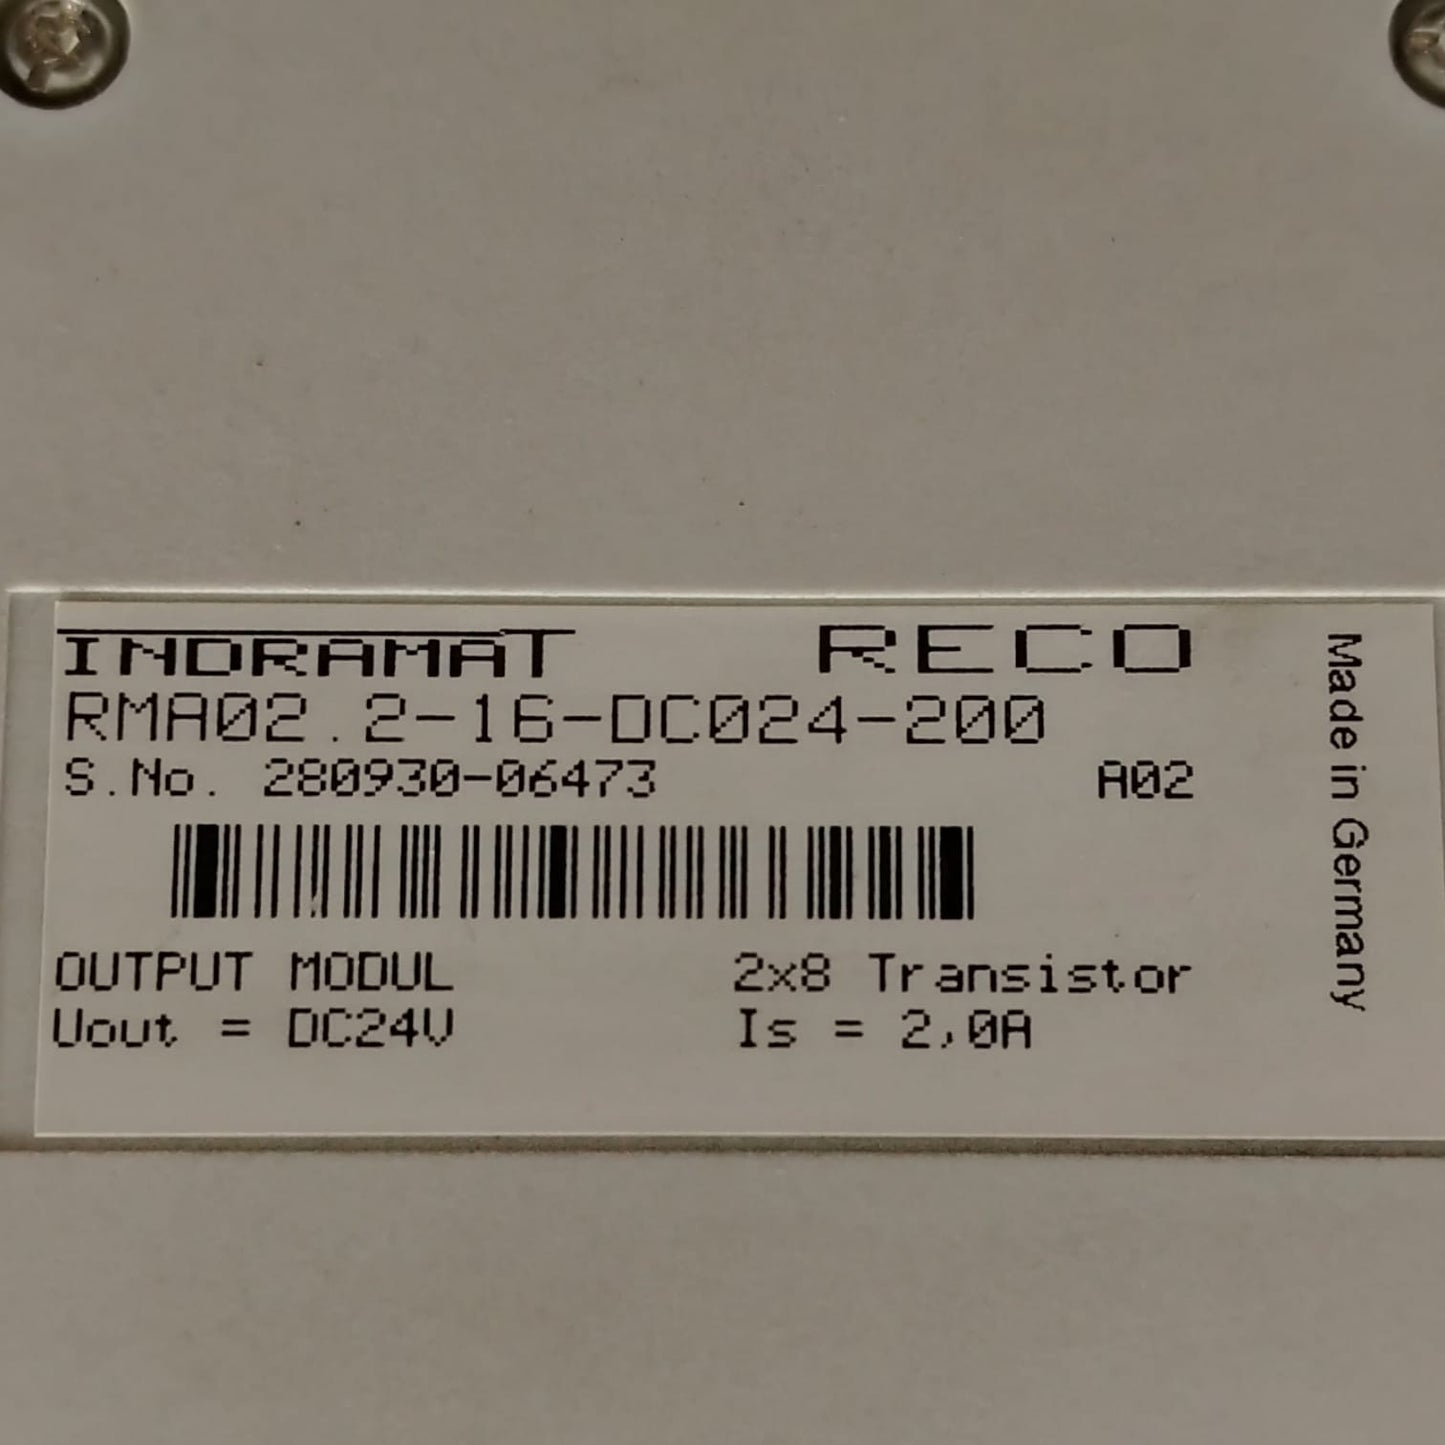 INDRAMAT RECO
RMA02.2-16-DC024-200
S.No. 280930-06473 A02
OUTPUT MODUL 2x8 Transistor
Uout = DC24V Is = 2,0A
Made in Germany